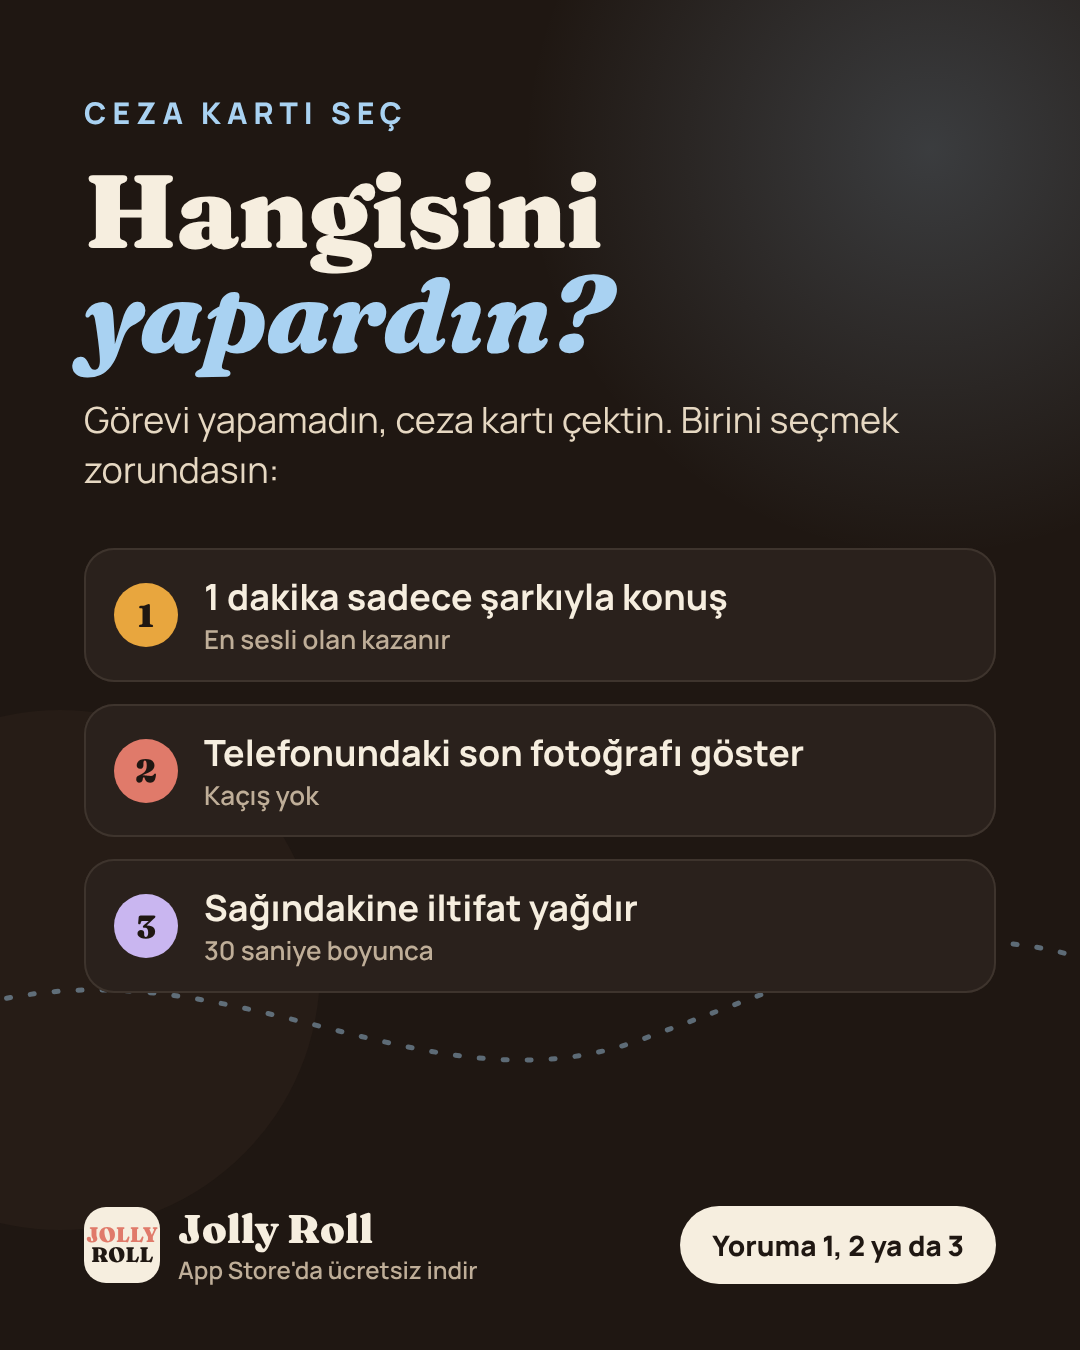 CEZA KARTI SEÇ
Hangisini
yapardın?
Görevi yapamadın, ceza kartı çektin. Birini seçmek
zorundasın:
1
1 dakika sadece şarkıyla konuş
En sesli olan kazanır
2
Telefonundaki son fotoğrafı göster
Kaçış yok
3
Sağındakine iltifat yağdır
30 saniye boyunca
JOLLY
ROLL
Jolly Roll
App Store'da ücretsiz indir
Yoruma 1, 2 ya da 3